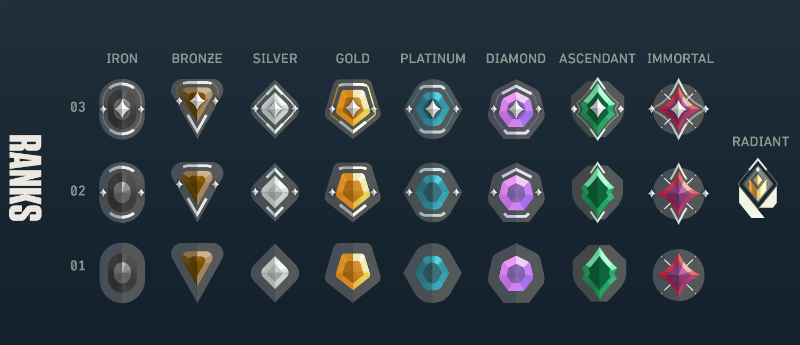 IRON BRONZE SILVER GOLD PLATINUM DIAMOND ASCENDANT IMMORTAL
03
RADIANT
RANKS
02
01